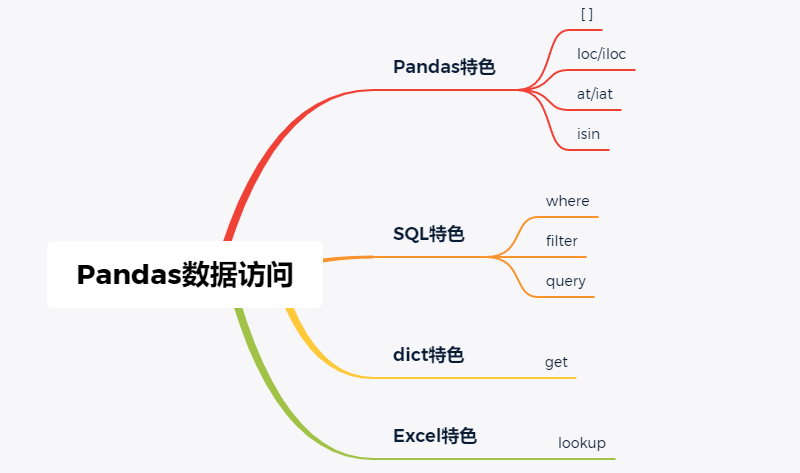 Pandas数据访问
Pandas特色
[ ]
loc/iloc
at/iat
isin
SQL特色
where
filter
query
dict特色
get
Excel特色
lookup